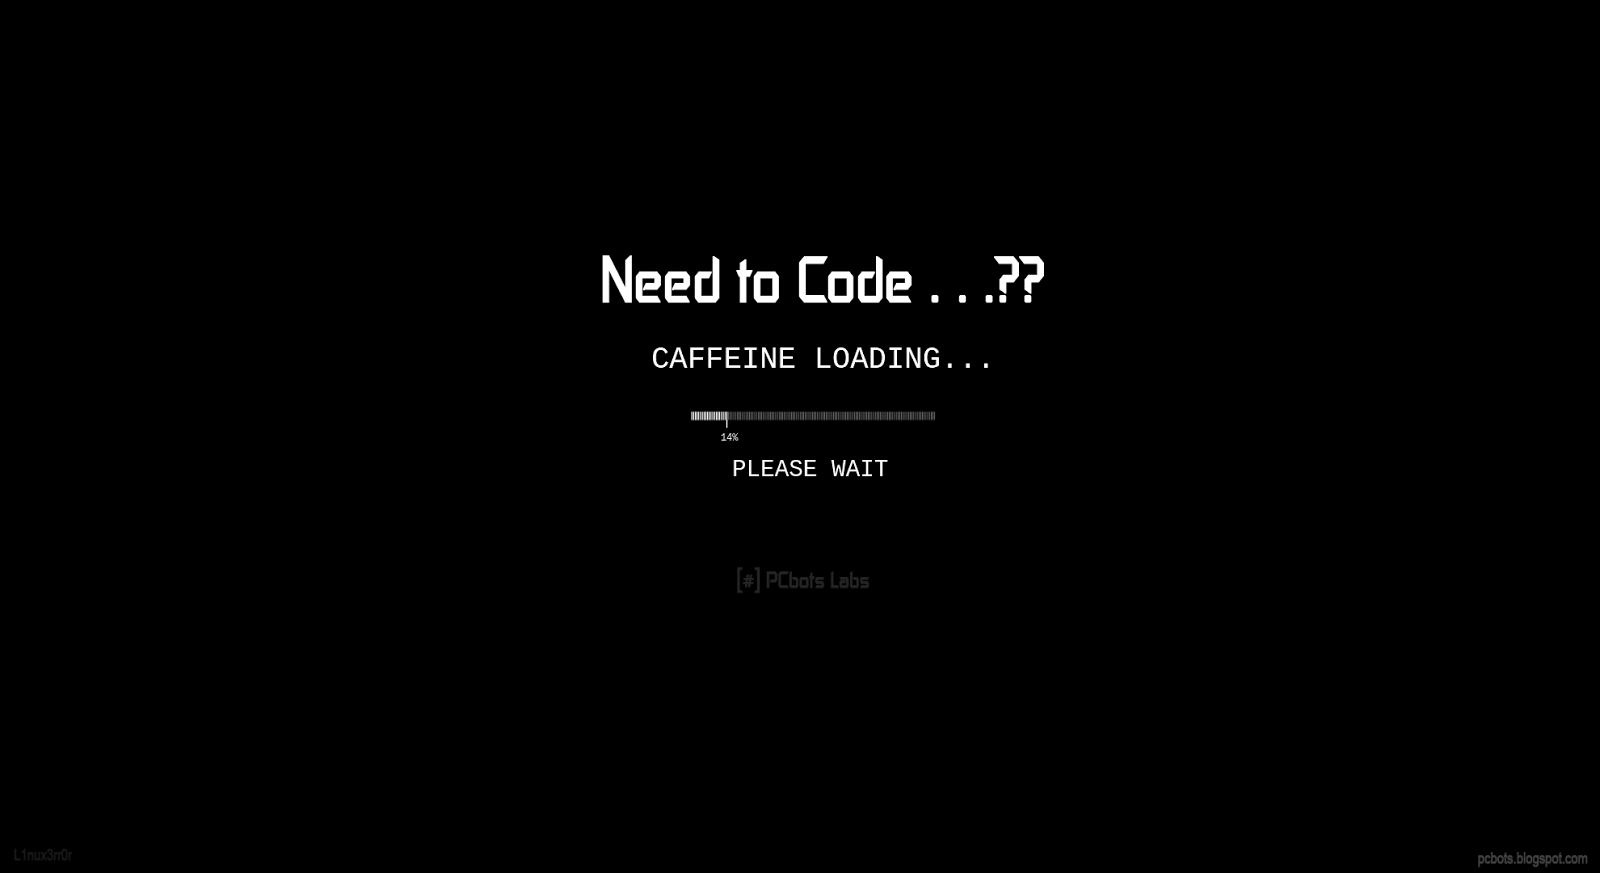 Need to Code . . .??
CAFFEINE LOADING...
14%
PLEASE WAIT
[#] PCbots Labs
L1nux3rr0r
pcbots.blogspot.com